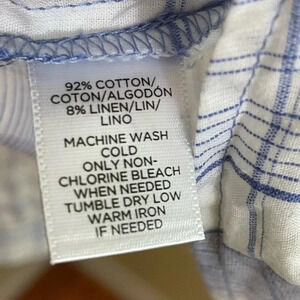 92% COTTON/
COTON/ALGODÓN
8% LINEN/LIN/
LINO
MACHINE WASH
COLD
ONLY NON-
CHLORINE BLEACH
WHEN NEEDED
TUMBLE DRY LOW
WARM IRON
IF NEEDED